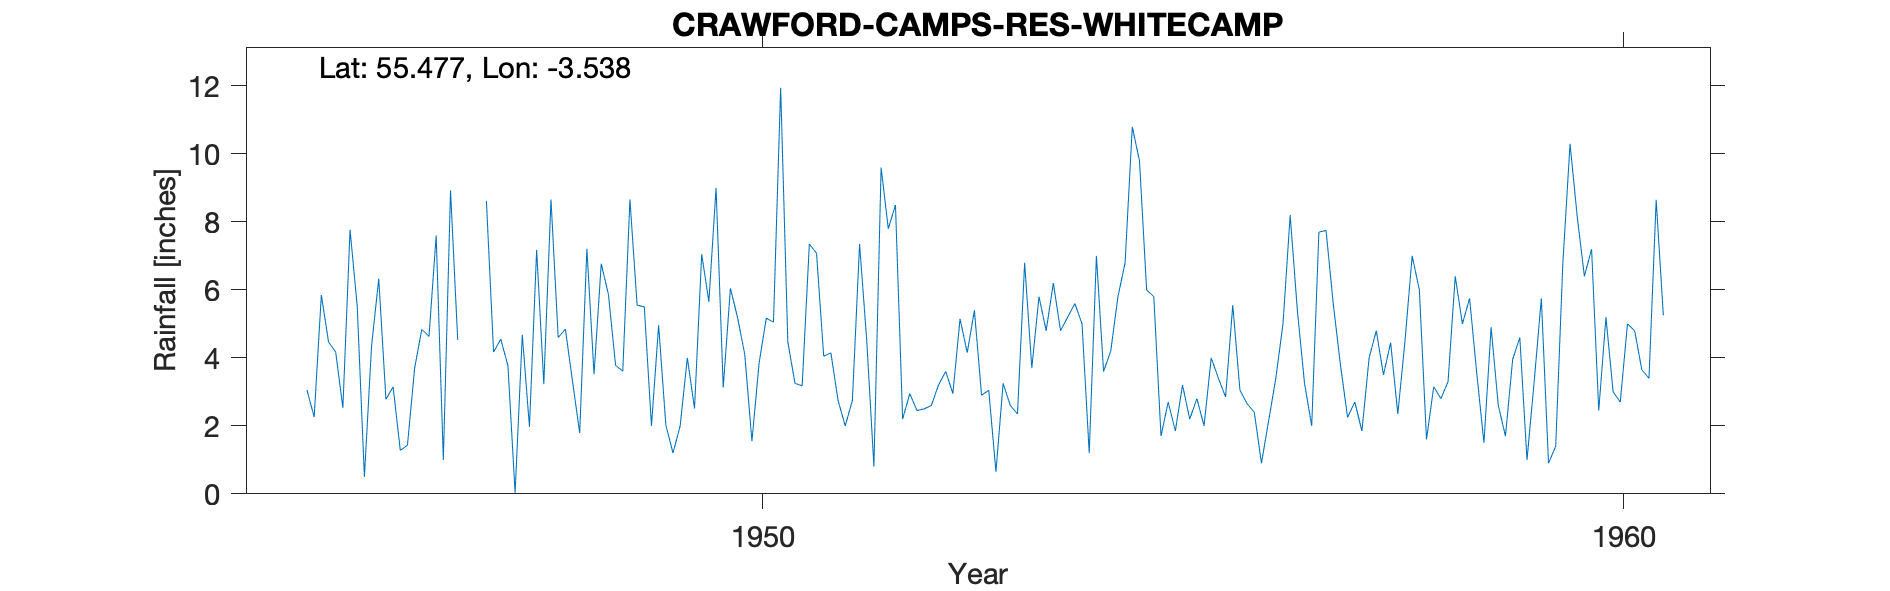 CRAWFORD-CAMPS-RES-WHITECAMP
Lat: 55.477, Lon: -3.538
12
10
8
6
4
2
0
Rainfall [inches]
1950 1960
Year